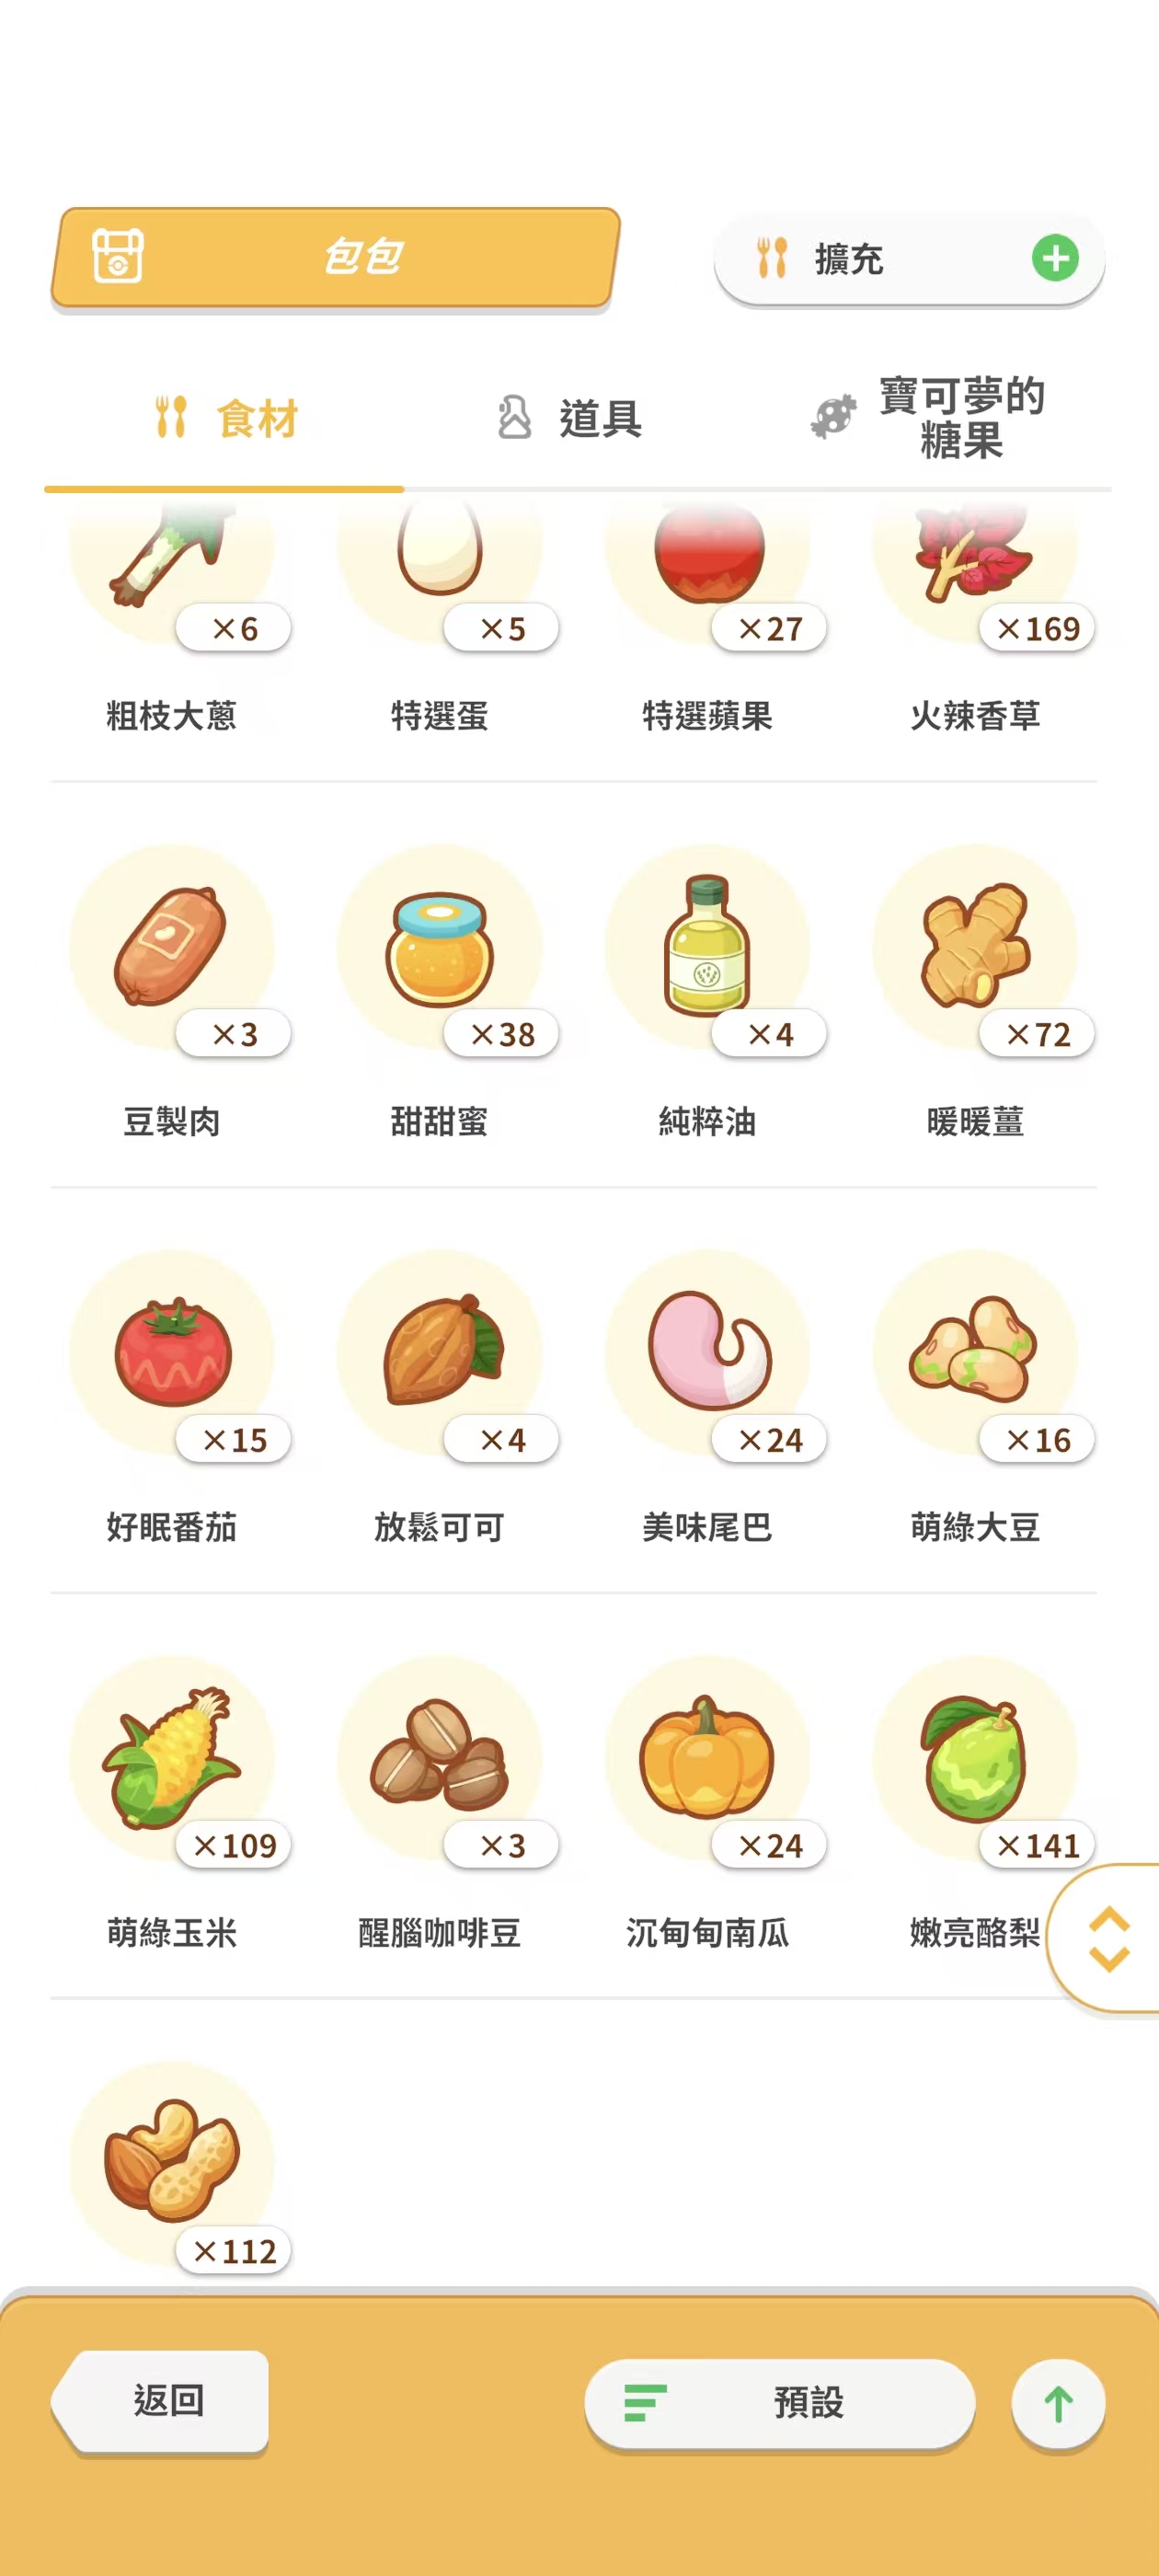 包包
擴充
食材
道具
寶可夢的
糖果
×6
×5
×27
×169
粗枝大蔥
特選蛋
特選蘋果
火辣香草
×3
×38
×4
×72
豆製肉
甜甜蜜
純粹油
暖暖薑
×15
×4
×24
×16
好眠番茄
放鬆可可
美味尾巴
萌綠大豆
×109
×3
×24
×141
萌綠玉米
醒腦咖啡豆
沉甸甸南瓜
嫩亮酪梨
×112
返回
預設